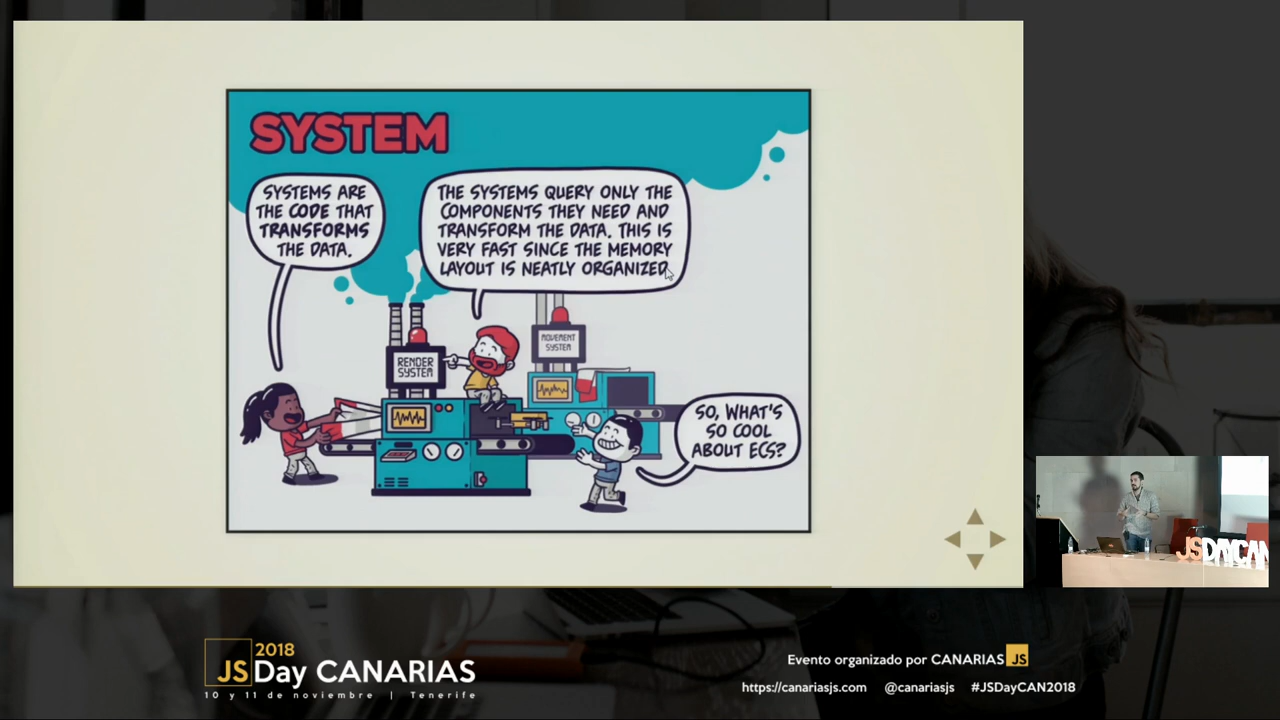 SYSTEM
SYSTEMS ARE
THE CODE THAT
TRANSFORMS
THE DATA.
THE SYSTEMS QUERY ONLY THE
COMPONENTS THEY NEED AND
TRANSFORM THE DATA. THIS IS
VERY FAST SINCE THE MEMORY
LAYOUT IS NEATLY ORGANIZED
RENDER
SYSTEM
MOVEMENT
SYSTEM
SO, WHAT'S
SO COOL
ABOUT ECS?
JSDAYCAN
2018
JSDay CANARIAS
10 y 11 de noviembre | Tenerife
Evento organizado por CANARIAS JS
https://canariasjs.com @canariasjs #JSDayCAN2018